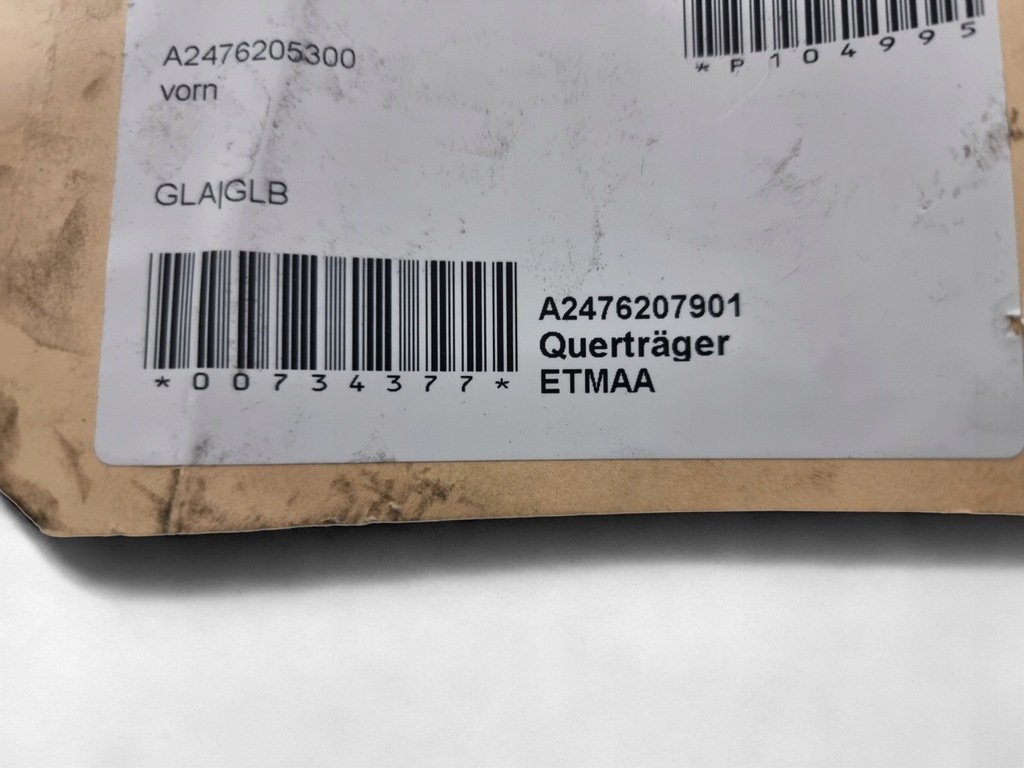 A2476205300
vorn
*P104995
GLA|GLB
*00734377*
A2476207901
Querträger
ETMAA